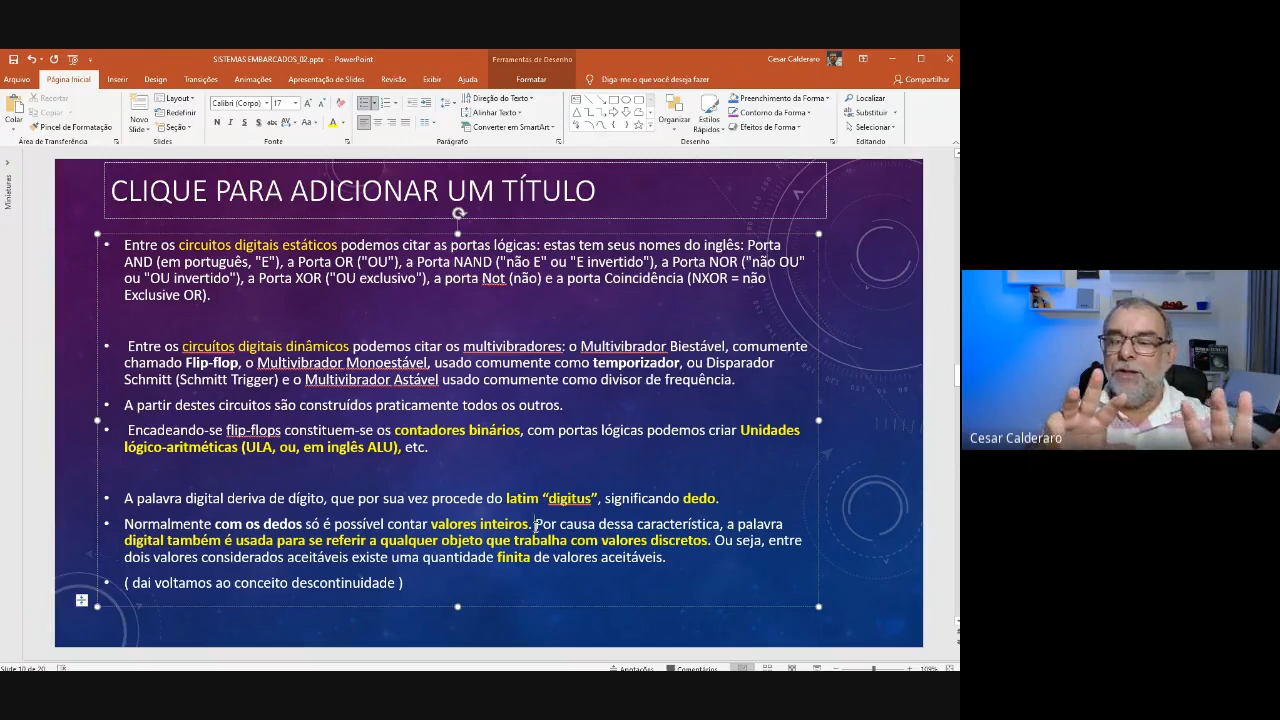 SISTEMAS EMBARCADOS_02.pptx - PowerPoint
Ferramentas de Desenho
Cesar Calderaro
Arquivo Página Inicial Inserir Design Transições Animações Apresentação de Slides Revisão Exibir Ajuda Formatar Diga-me o que você deseja fazer Compartilhar
Colar
Recortar
Copiar
Pincel de Formatação
Área de Transferência
Novo Slide
Layout
Redefinir
Seção
Slides
Calibri (Corpo) 17
N I S S abc AV Aa A
Fonte
Direção do Texto
Alinhar Texto
Converter em SmartArt
Parágrafo
Organizar
Estilos Rápidos
Preenchimento da Forma
Contorno da Forma
Efeitos de Forma
Desenho
Localizar
Substituir
Selecionar
Editando
Miniaturas
CLIQUE PARA ADICIONAR UM TÍTULO
• Entre os circuitos digitais estáticos podemos citar as portas lógicas: estas tem seus nomes do inglês: Porta
AND (em português, "E"), a Porta OR ("OU"), a Porta NAND ("não E" ou "E invertido"), a Porta NOR ("não OU"
ou "OU invertido"), a Porta XOR ("OU exclusivo"), a porta Not (não) e a porta Coincidência (NXOR = não
Exclusive OR).
• Entre os circuítos digitais dinâmicos podemos citar os multivibradores: o Multivibrador Biestável, comumente
chamado Flip-flop, o Multivibrador Monoestável, usado comumente como temporizador, ou Disparador
Schmitt (Schmitt Trigger) e o Multivibrador Astável usado comumente como divisor de frequência.
• A partir destes circuitos são construídos praticamente todos os outros.
• Encadeando-se flip-flops constituem-se os contadores binários, com portas lógicas podemos criar Unidades
lógico-aritméticas (ULA, ou, em inglês ALU), etc.
• A palavra digital deriva de dígito, que por sua vez procede do latim “digitus”, significando dedo.
• Normalmente com os dedos só é possível contar valores inteiros. Por causa dessa característica, a palavra
digital também é usada para se referir a qualquer objeto que trabalha com valores discretos. Ou seja, entre
dois valores considerados aceitáveis existe uma quantidade finita de valores aceitáveis.
• ( dai voltamos ao conceito descontinuidade )
Cesar Calderaro
Slide 10 de 20
Anotações
Comentários
109%